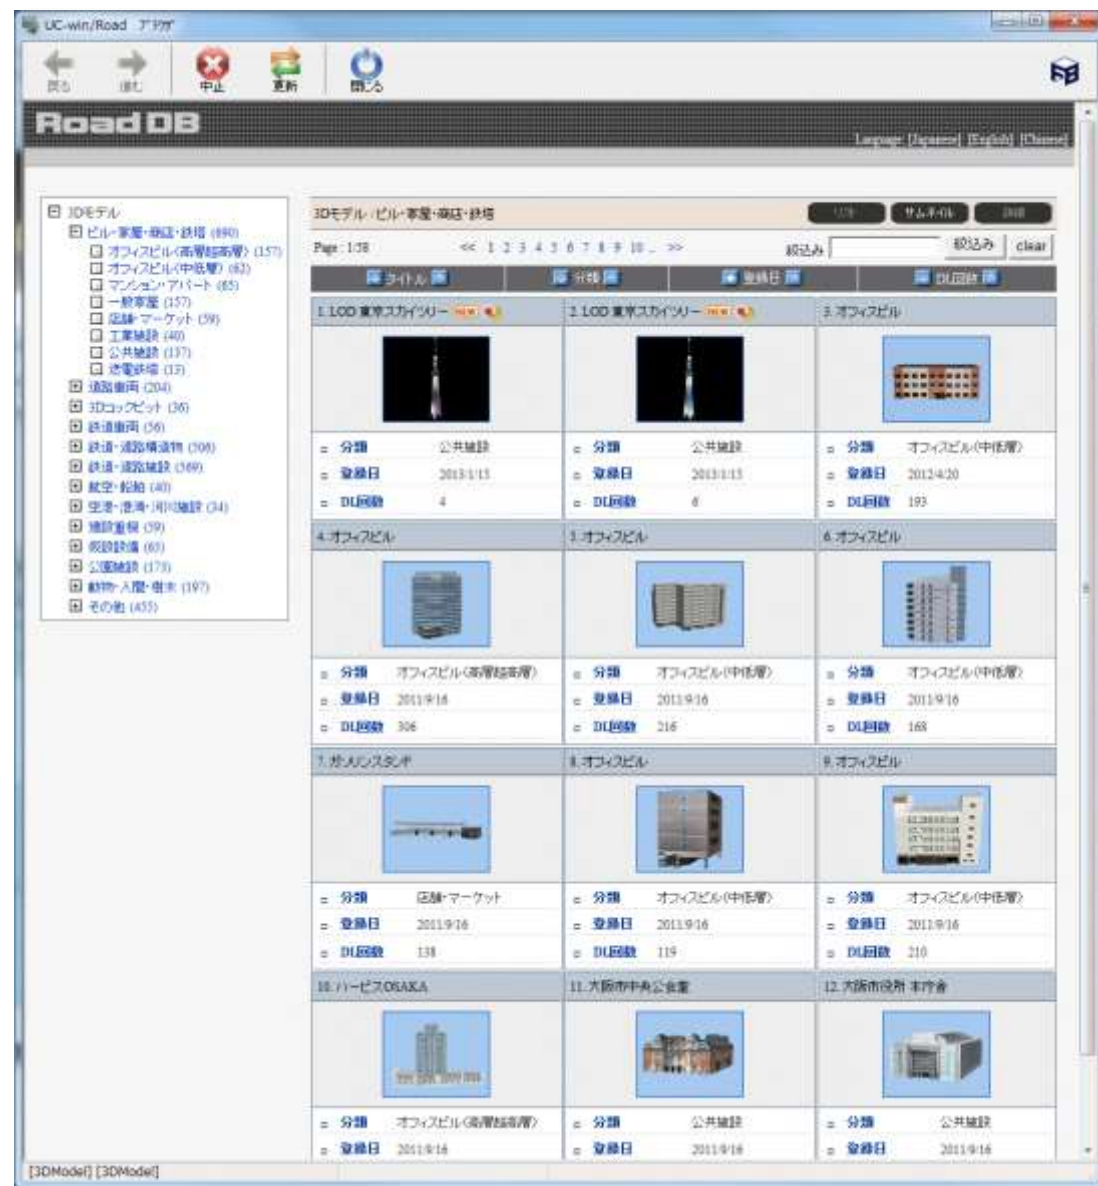 UC-win/Road ブラウザ
戻る 進む 中止 更新 閉じる
Road DB
Language [Japanese] [English] [Chinese]
3Dモデル
ビル・家屋・商店・鉄塔 (690)
オフィスビル(高層超高層) (157)
オフィスビル(中低層) (62)
マンション・アパート (65)
一般家屋 (157)
店舗・マーケット (59)
工業施設 (40)
公共施設 (137)
送電鉄塔 (13)
道路車両 (204)
3Dコックピット (36)
鉄道車両 (56)
鉄道・道路構造物 (306)
鉄道・道路施設 (369)
航空・船舶 (40)
空港・港湾・河川施設 (34)
建設重機 (59)
仮設設備 (63)
公園施設 (173)
動物・人間・樹木 (197)
その他 (455)
3Dモデル /ビル・家屋・商店・鉄塔
サムネイル
Page : 1/58 << 1 2 3 4 5 6 7 8 9 10 ... >> 絞込み 絞込み clear
タイトル 分類 登録日 DL回数
1. LOD 東京スカイツリー NEW 2. LOD 東京スカイツリー NEW 3. オフィスビル
分類 公共施設 分類 公共施設 分類 オフィスビル(中低層)
登録日 2013/1/15 登録日 2013/1/15 登録日 2012/4/20
DL回数 4 DL回数 6 DL回数 193
4. オフィスビル 5. オフィスビル 6. オフィスビル
分類 オフィスビル(高層超高層) 分類 オフィスビル(中低層) 分類 オフィスビル(中低層)
登録日 2011/9/16 登録日 2011/9/16 登録日 2011/9/16
DL回数 306 DL回数 216 DL回数 168
7. ガソリンスタンド 8. オフィスビル 9. オフィスビル
分類 店舗・マーケット 分類 オフィスビル(中低層) 分類 オフィスビル(中低層)
登録日 2011/9/16 登録日 2011/9/16 登録日 2011/9/16
DL回数 138 DL回数 119 DL回数 210
10. ハービスOSAKA 11. 大阪市中央公会堂 12. 大阪市役所 本庁舎
分類 オフィスビル(高層超高層) 分類 公共施設 分類 公共施設
登録日 2011/9/16 登録日 2011/9/16 登録日 2011/9/16
[3DModel] [3DModel]